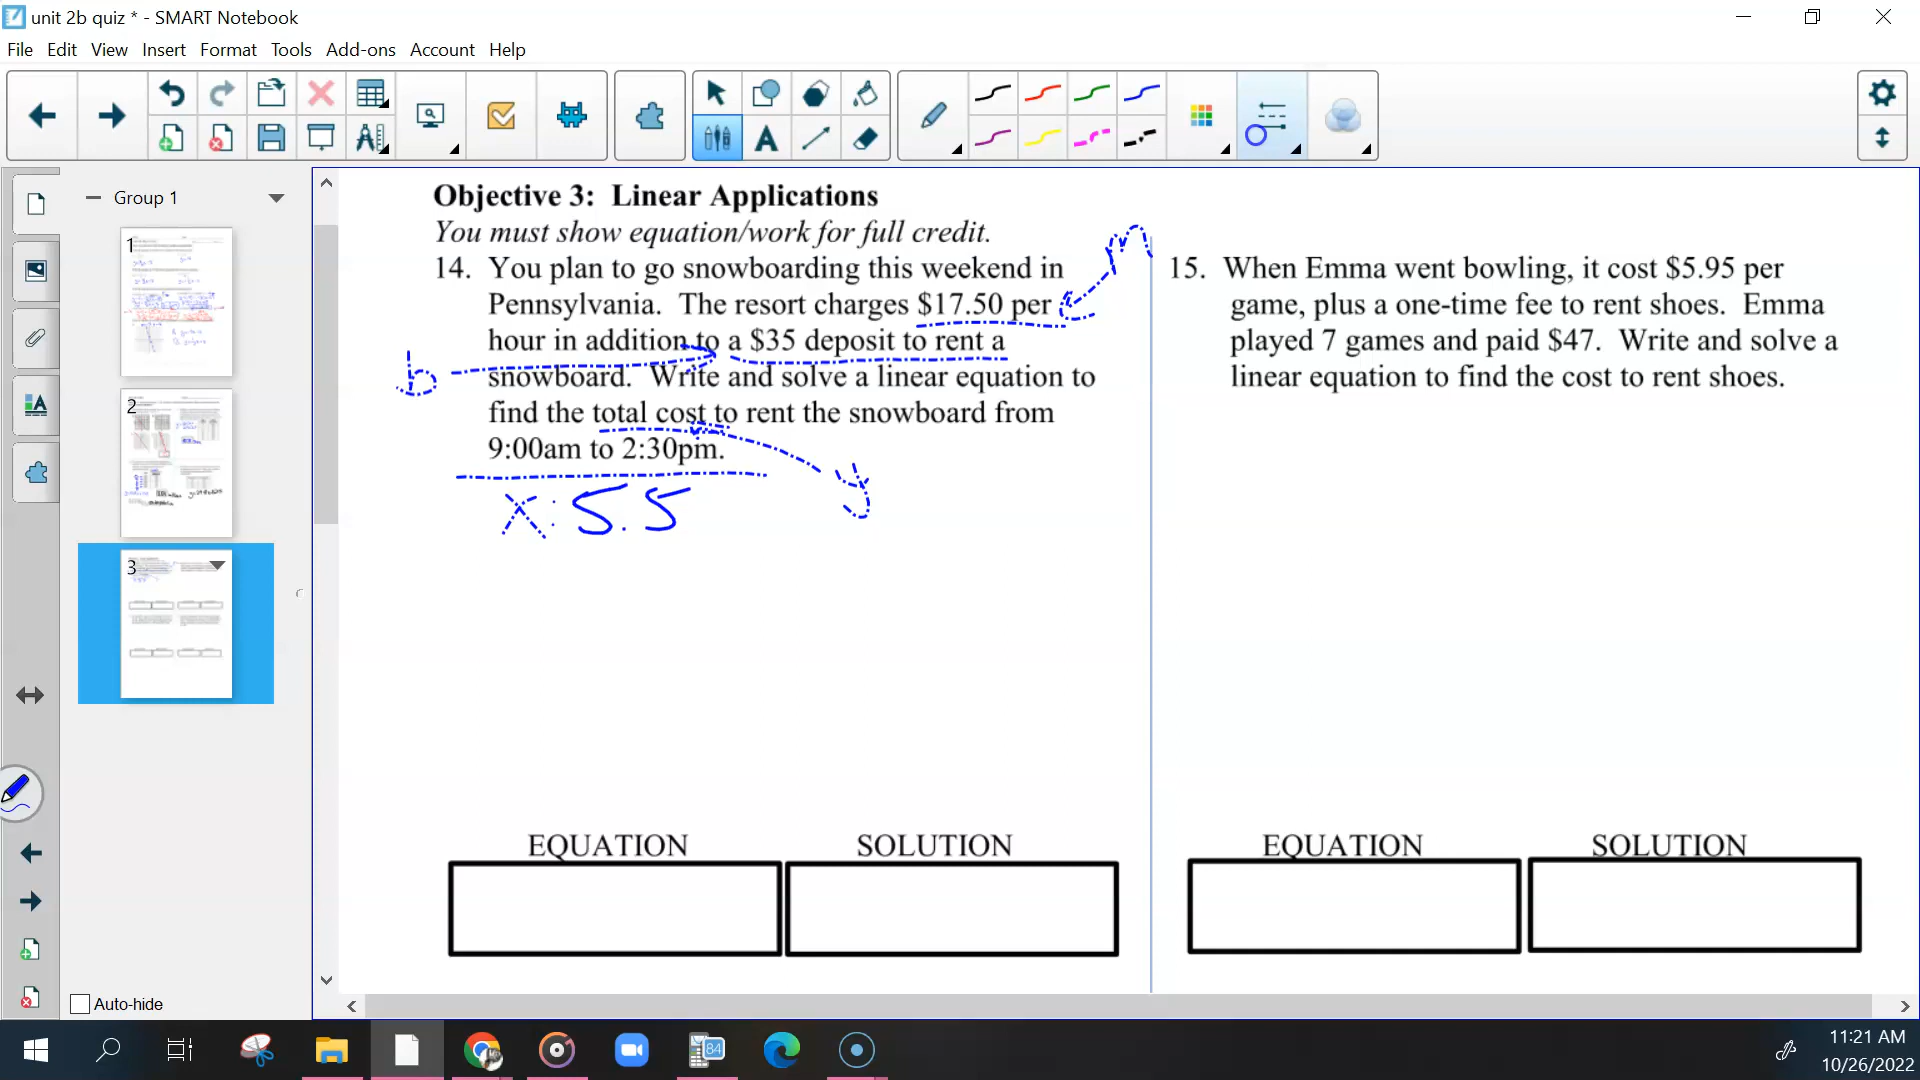 unit 2b quiz * - SMART Notebook
File Edit View Insert Format Tools Add-ons Account Help
Group 1
1
2
3
Auto-hide
Objective 3: Linear Applications
You must show equation/work for full credit.
m
14. You plan to go snowboarding this weekend in
Pennsylvania. The resort charges $17.50 per
hour in addition to a $35 deposit to rent a
b
snowboard. Write and solve a linear equation to
find the total cost to rent the snowboard from
9:00am to 2:30pm.
y
x: 5.5
EQUATION SOLUTION
15. When Emma went bowling, it cost $5.95 per
game, plus a one-time fee to rent shoes. Emma
played 7 games and paid $47. Write and solve a
linear equation to find the cost to rent shoes.
EQUATION SOLUTION
84
11:21 AM
10/26/2022